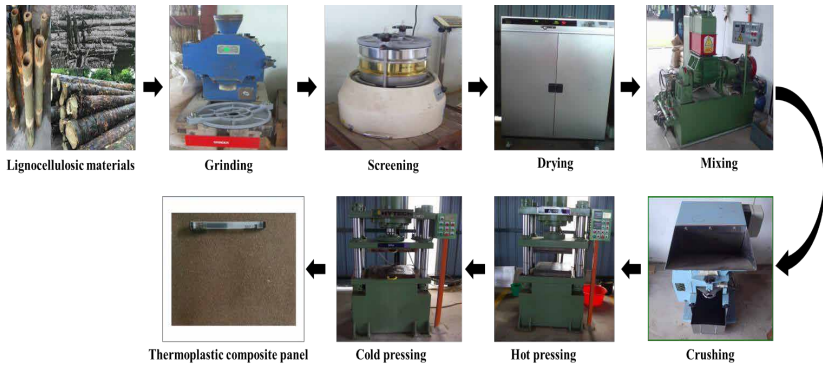 Lignocellulosic materials
Grinding
Screening
Drying
Mixing
Thermoplastic composite panel
Cold pressing
Hot pressing
Crushing